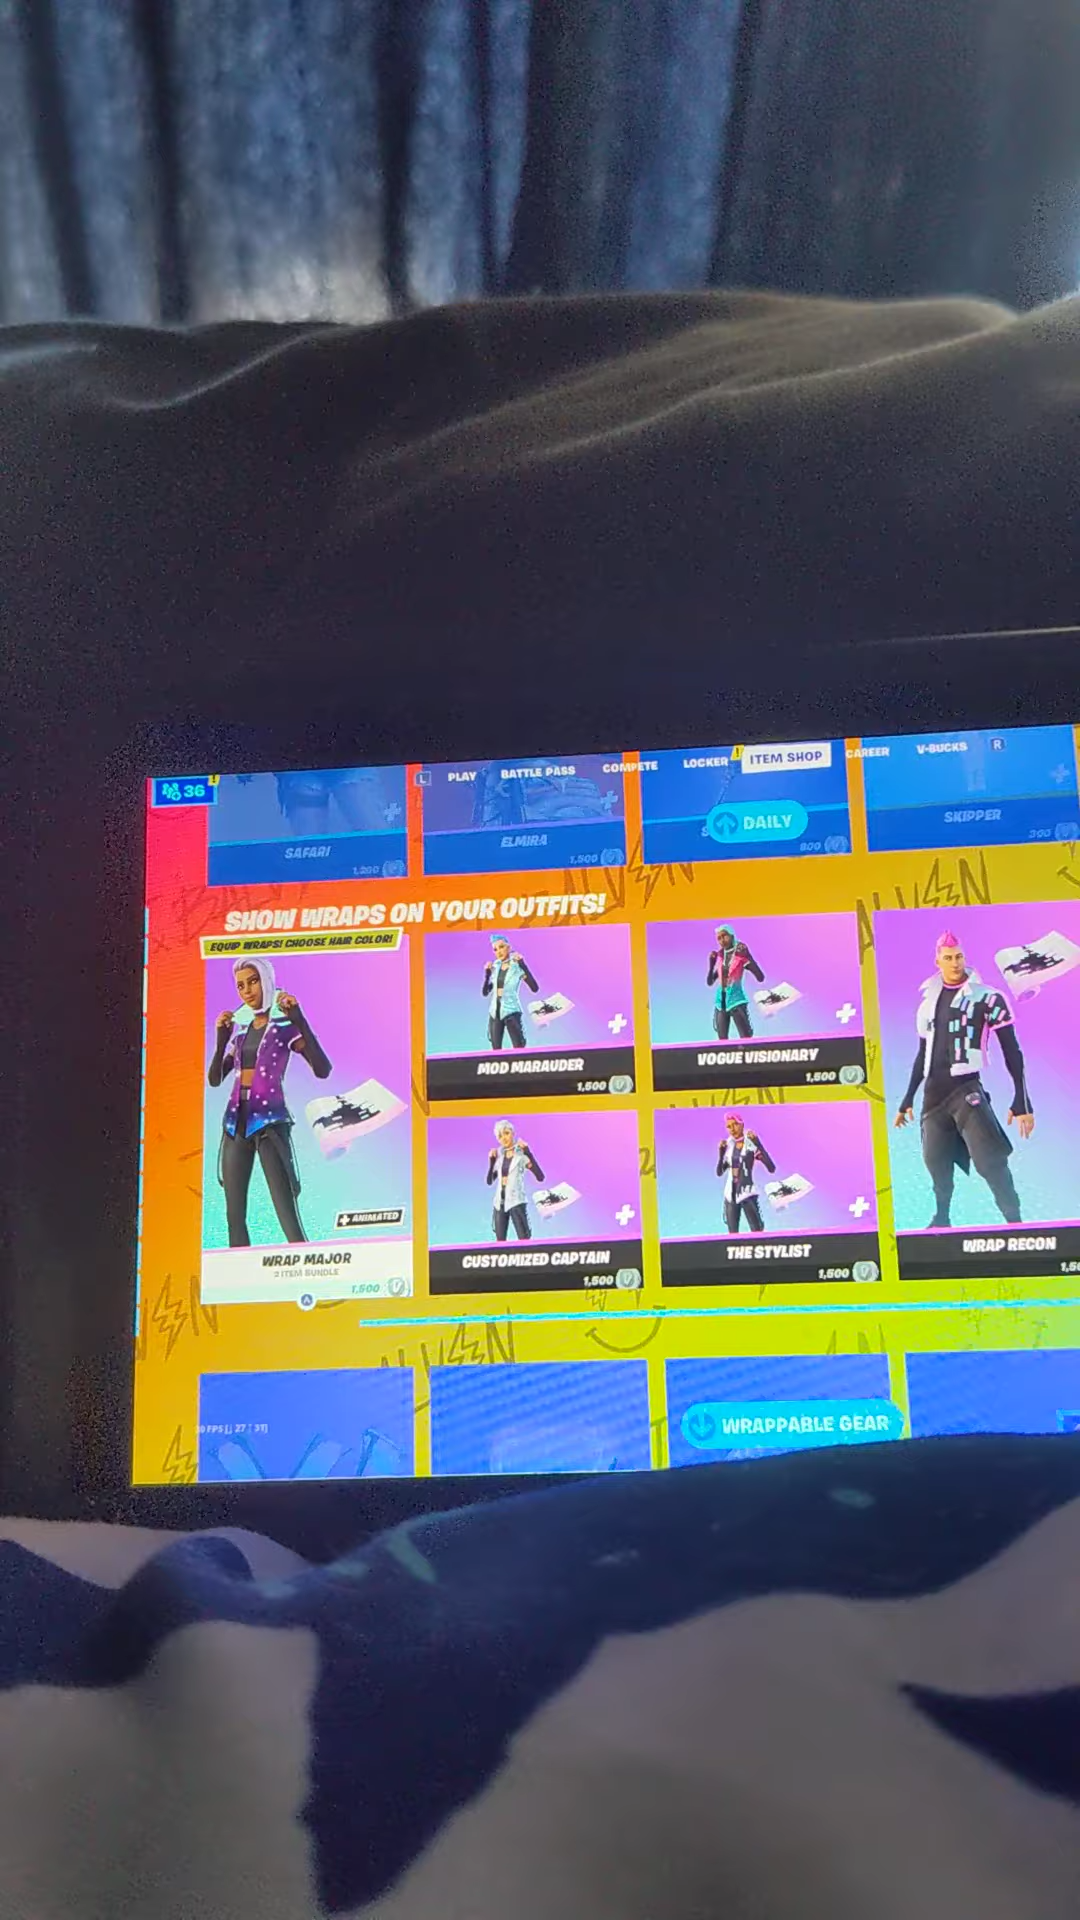 36
L PLAY BATTLE PASS COMPETE LOCKER ! ITEM SHOP CAREER V-BUCKS R
SAFARI
1,200
ELMIRA
1,500
DAILY
800
SKIPPER
300
SHOW WRAPS ON YOUR OUTFITS!
EQUIP WRAPS! CHOOSE HAIR COLOR!
+ ANIMATED
WRAP MAJOR
2 ITEM BUNDLE
1,500
A
MOD MARAUDER
1,500
VOGUE VISIONARY
1,500
CUSTOMIZED CAPTAIN
1,500
THE STYLIST
1,500
WRAP RECON
WRAPPABLE GEAR